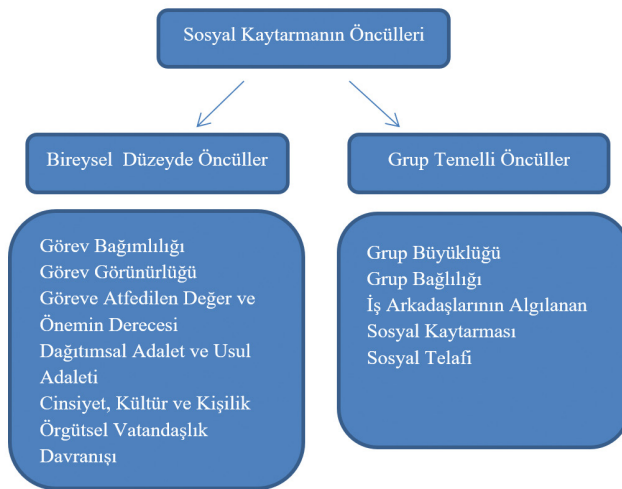 Sosyal Kaytarmanın Öncülleri
Bireysel Düzeyde Öncüller
Grup Temelli Öncüller
Görev Bağımlılığı
Görev Görünürlüğü
Göreve Atfedilen Değer ve
Önemin Derecesi
Dağıtımsal Adalet ve Usul
Adaleti
Cinsiyet, Kültür ve Kişilik
Örgütsel Vatandaşlık
Davranışı
Grup Büyüklüğü
Grup Bağlılığı
İş Arkadaşlarının Algılanan
Sosyal Kaytarması
Sosyal Telafi